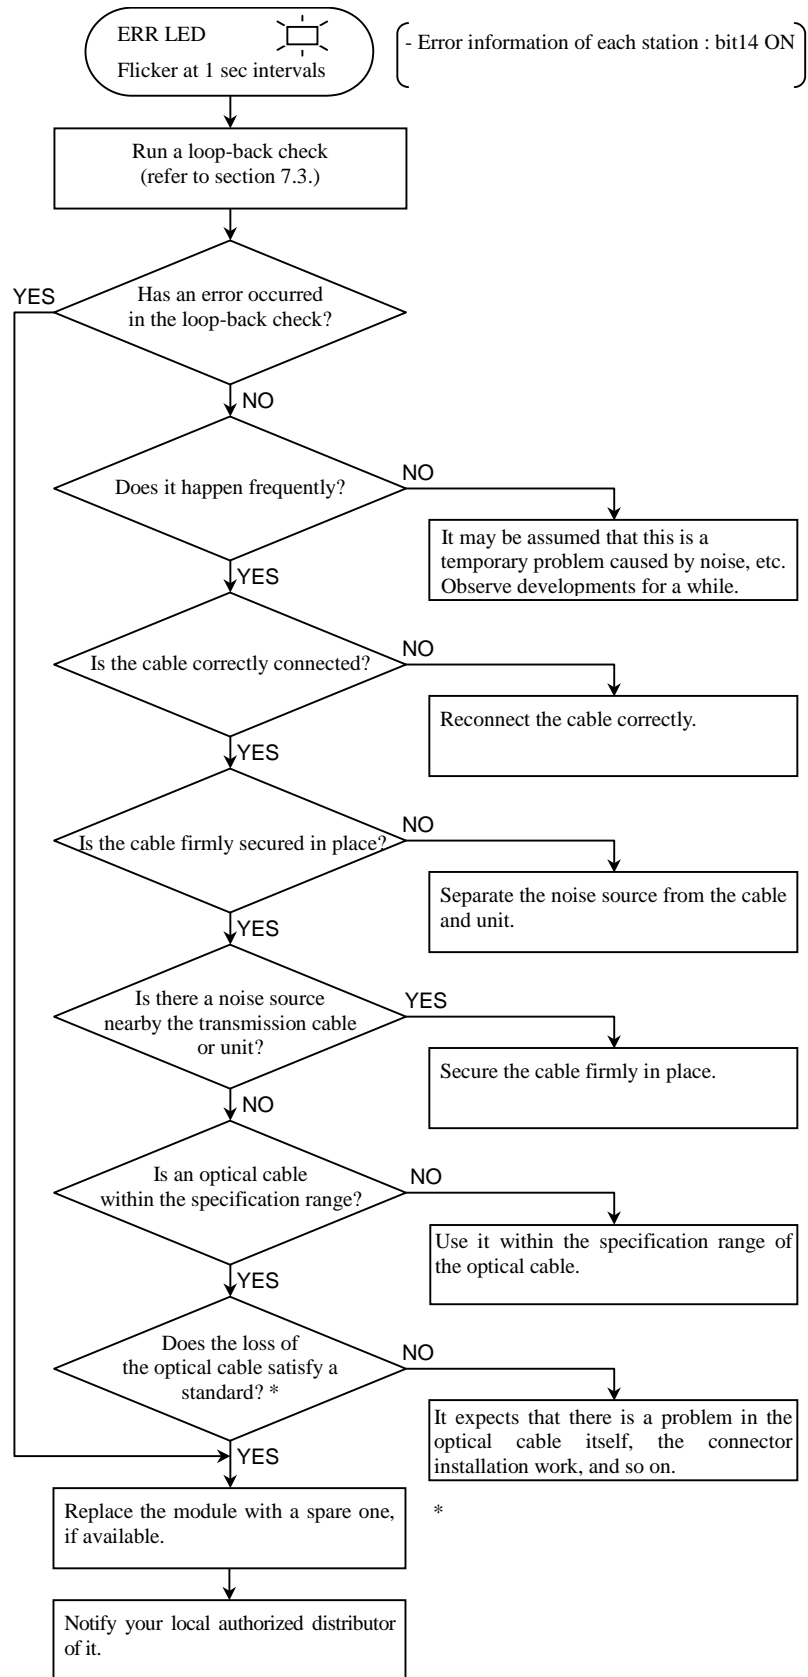 ERR LED
Flicker at 1 sec intervals
- Error information of each station : bit14 ON
Run a loop-back check
(refer to section 7.3.)
YES
Has an error occurred
in the loop-back check?
NO
Does it happen frequently?
NO
It may be assumed that this is a
temporary problem caused by noise, etc.
Observe developments for a while.
YES
Is the cable correctly connected?
NO
Reconnect the cable correctly.
YES
Is the cable firmly secured in place?
NO
Separate the noise source from the cable
and unit.
YES
Is there a noise source
nearby the transmission cable
or unit?
YES
Secure the cable firmly in place.
NO
Is an optical cable
within the specification range?
NO
Use it within the specification range of
the optical cable.
YES
Does the loss of
the optical cable satisfy a
standard? *
NO
It expects that there is a problem in the
optical cable itself, the connector
installation work, and so on.
YES
Replace the module with a spare one,
if available.
*
Notify your local authorized distributor
of it.